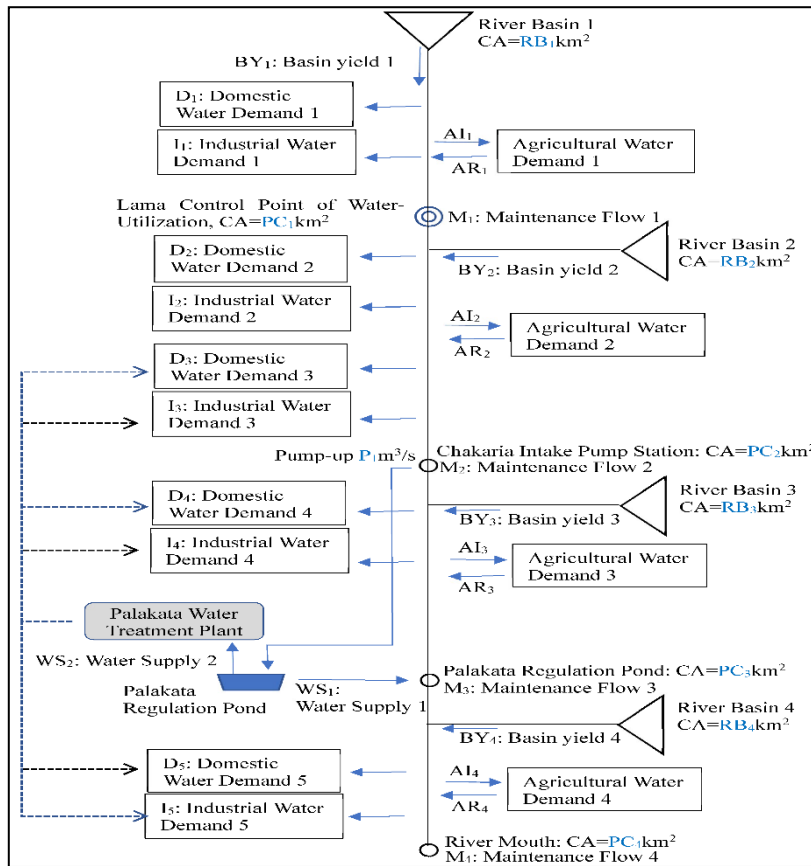 River Basin 1
CA=RB₁km²
BY₁: Basin yield 1
D₁: Domestic
Water Demand 1
I₁: Industrial Water
Demand 1
AI₁
AR₁
Agricultural Water
Demand 1
Lama Control Point of Water-
Utilization, CA=PC₁km²
M₁: Maintenance Flow 1
D₂: Domestic
Water Demand 2
BY₂: Basin yield 2
River Basin 2
CA=RB₂km²
I₂: Industrial Water
Demand 2
AI₂
AR₂
Agricultural Water
Demand 2
D₃: Domestic
Water Demand 3
I₃: Industrial Water
Demand 3
Pump-up P₁m³/s
Chakaria Intake Pump Station: CA=PC₂km²
M₂: Maintenance Flow 2
D₄: Domestic
Water Demand 4
BY₃: Basin yield 3
River Basin 3
CA=RB₃km²
I₄: Industrial Water
Demand 4
AI₃
AR₃
Agricultural Water
Demand 3
Palakata Water
Treatment Plant
WS₂: Water Supply 2
Palakata
Regulation Pond
WS₁:
Water Supply 1
Palakata Regulation Pond: CA=PC₃km²
M₃: Maintenance Flow 3
BY₄: Basin yield 4
River Basin 4
CA=RB₄km²
D₅: Domestic
Water Demand 5
I₅: Industrial Water
Demand 5
AI₄
AR₄
Agricultural Water
Demand 4
River Mouth: CA=PC₄km²
M₄: Maintenance Flow 4